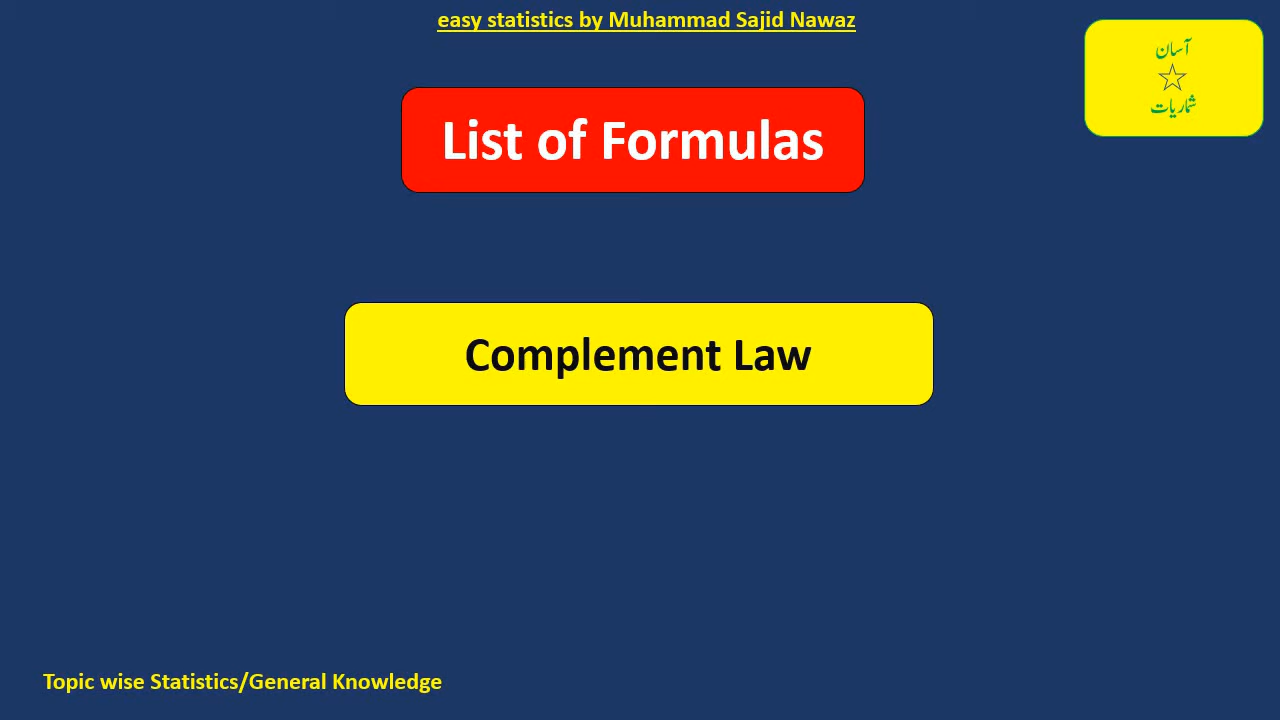 easy statistics by Muhammad Sajid Nawaz
آسان
شماریات
List of Formulas
Complement Law
Topic wise Statistics/General Knowledge